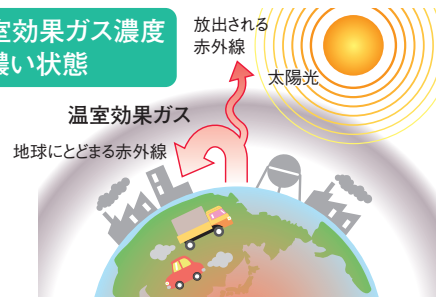 室効果ガス濃度
濃い状態
放出される
赤外線
太陽光
温室効果ガス
地球にとどまる赤外線